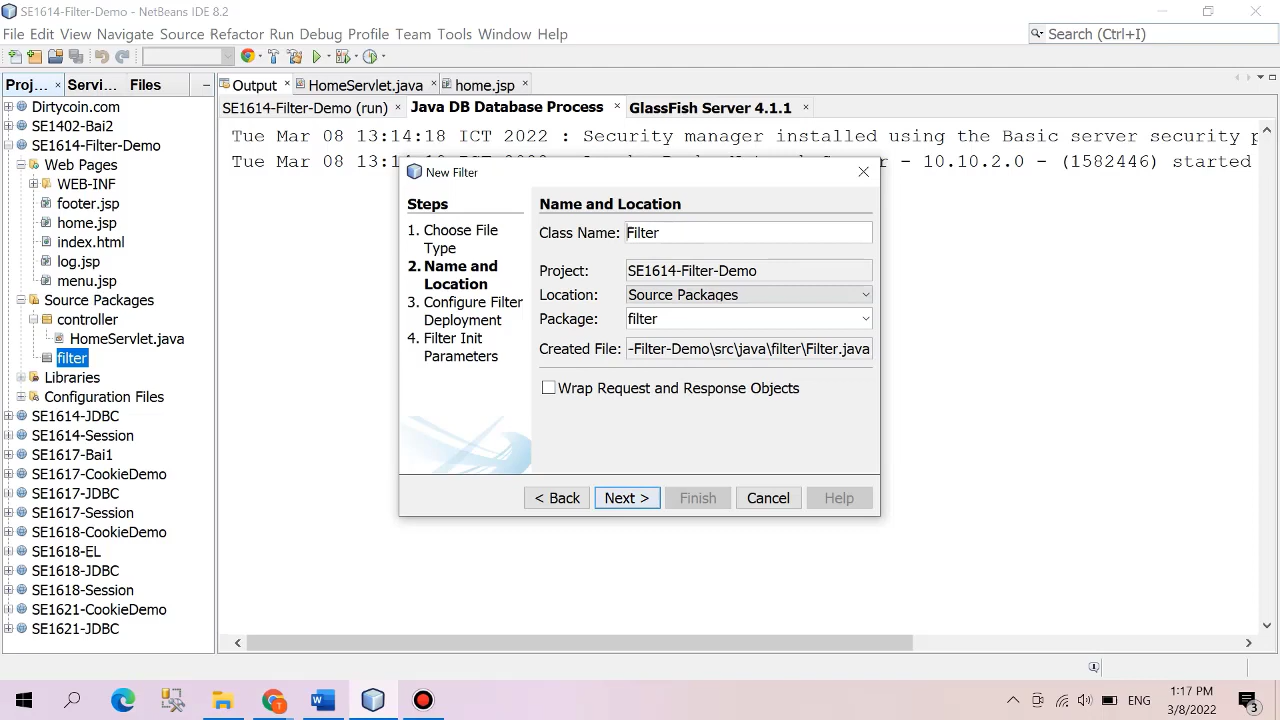 SE1614-Filter-Demo - NetBeans IDE 8.2
File Edit View Navigate Source Refactor Run Debug Profile Team Tools Window Help
Search (Ctrl+I)
Proj... × Servi... Files
Output HomeServlet.java home.jsp
SE1614-Filter-Demo (run) Java DB Database Process GlassFish Server 4.1.1
Tue Mar 08 13:14:18 ICT 2022 : Security manager installed using the Basic server security p
Tue Mar 08 13:1
- 10.10.2.0 - (1582446) started
Dirtycoin.com
SE1402-Bai2
SE1614-Filter-Demo
Web Pages
WEB-INF
footer.jsp
home.jsp
index.html
log.jsp
menu.jsp
Source Packages
controller
HomeServlet.java
filter
Libraries
Configuration Files
SE1614-JDBC
SE1614-Session
SE1617-Bai1
SE1617-CookieDemo
SE1617-JDBC
SE1617-Session
SE1618-CookieDemo
SE1618-EL
SE1618-JDBC
SE1618-Session
SE1621-CookieDemo
SE1621-JDBC
New Filter
Steps
1. Choose File
Type
2. Name and
Location
3. Configure Filter
Deployment
4. Filter Init
Parameters
Name and Location
Class Name: Filter
Project: SE1614-Filter-Demo
Location: Source Packages
Package: filter
Created File: -Filter-Demo\src\java\filter\Filter.java
Wrap Request and Response Objects
< Back Next > Finish Cancel Help
ENG
1:17 PM
3/8/2022
3